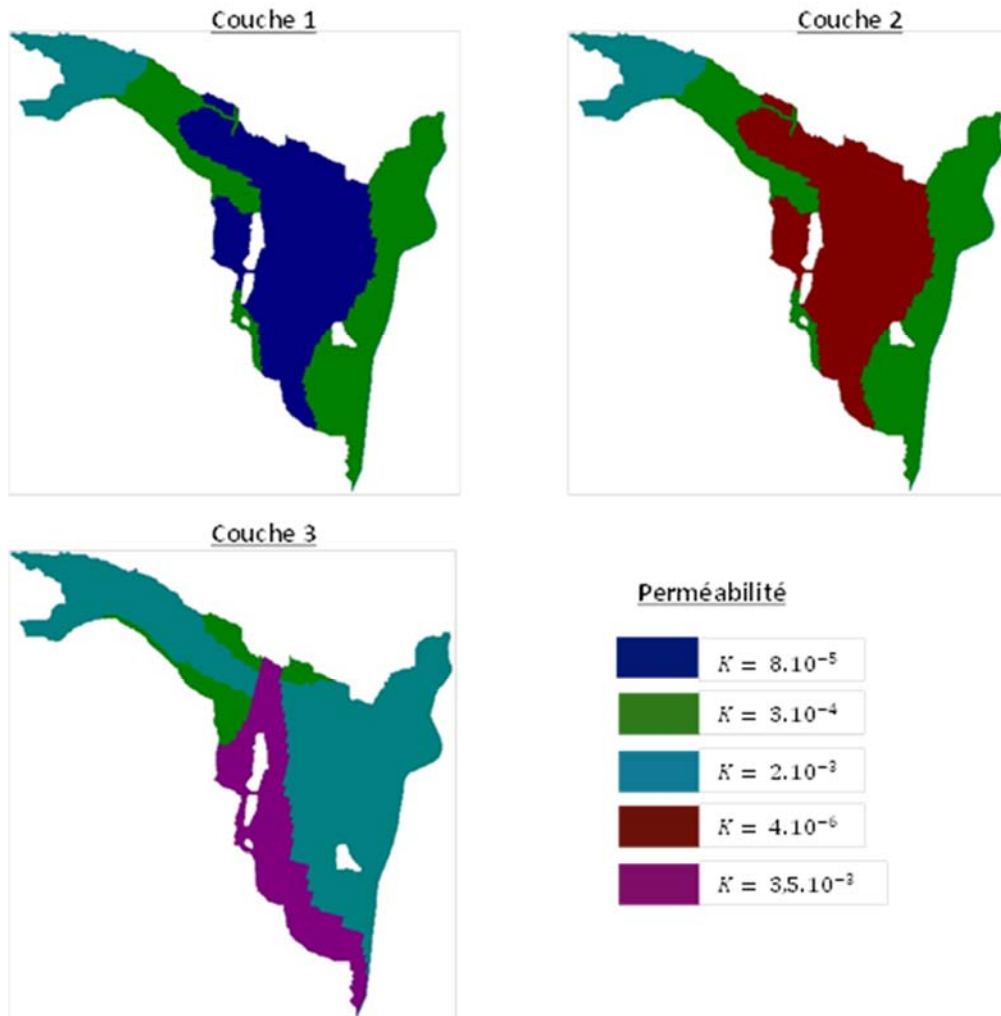 Couche 1
Couche 2
Couche 3
Perméabilité
K = 8.10⁻⁵
K = 3.10⁻⁴
K = 2.10⁻³
K = 4.10⁻⁶
K = 3,5.10⁻³